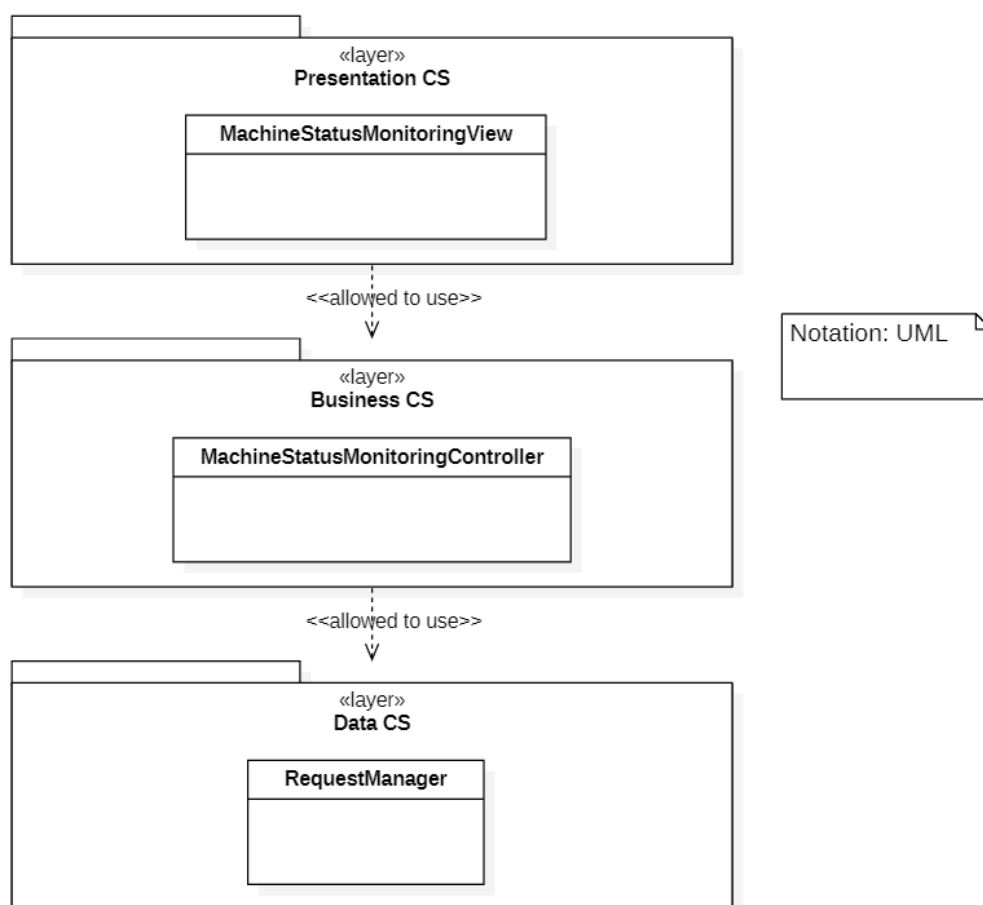 «layer»
Presentation CS
MachineStatusMonitoringView
<<allowed to use>>
Notation: UML
«layer»
Business CS
MachineStatusMonitoringController
<<allowed to use>>
«layer»
Data CS
RequestManager